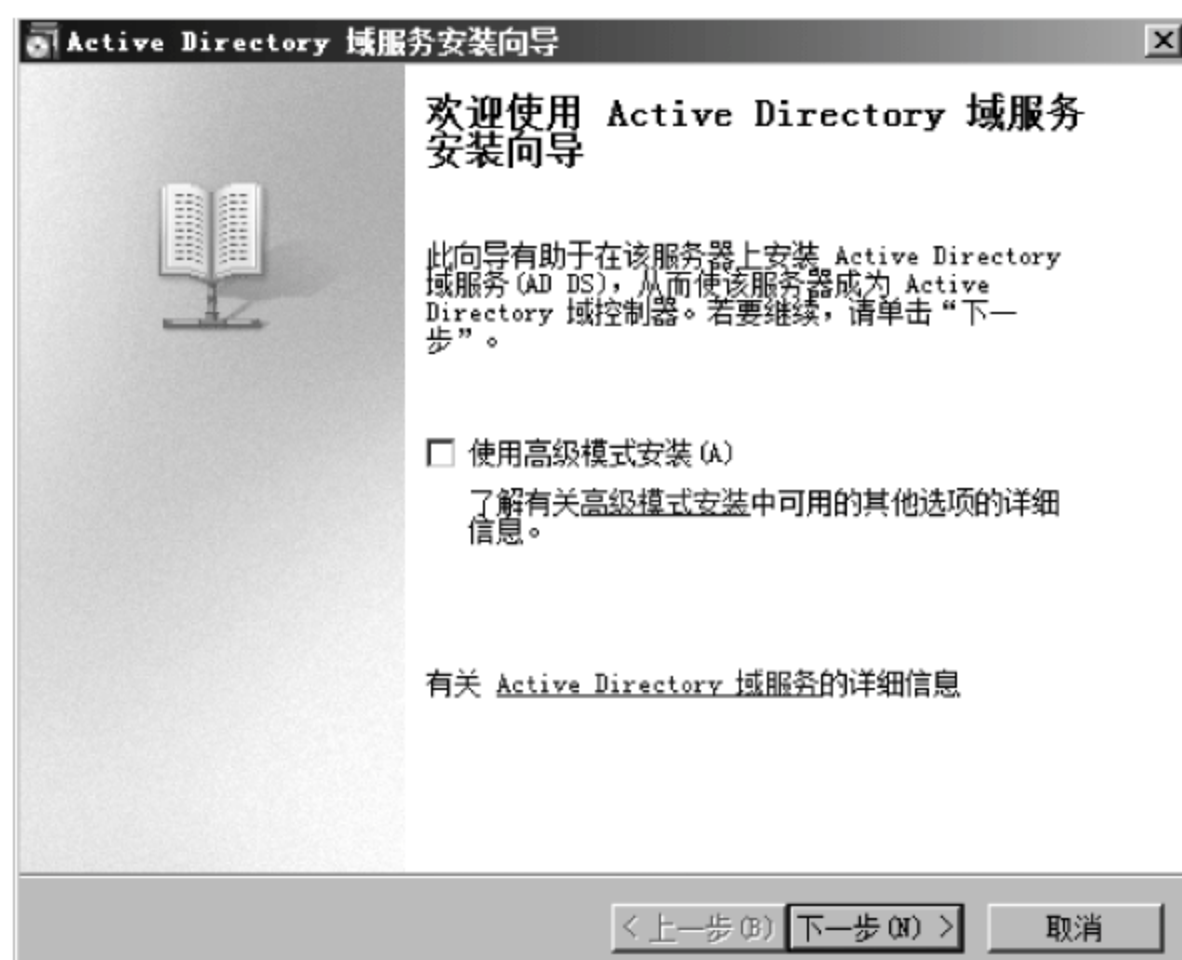 Active Directory 域服务安装向导
欢迎使用 Active Directory 域服务
安装向导
此向导有助于在该服务器上安装 Active Directory
域服务(AD DS)，从而使该服务器成为 Active
Directory 域控制器。若要继续，请单击“下一
步”。
使用高级模式安装(A)
了解有关高级模式安装中可用的其他选项的详细
信息。
有关 Active Directory 域服务的详细信息
< 上一步(B) 下一步(N) > 取消